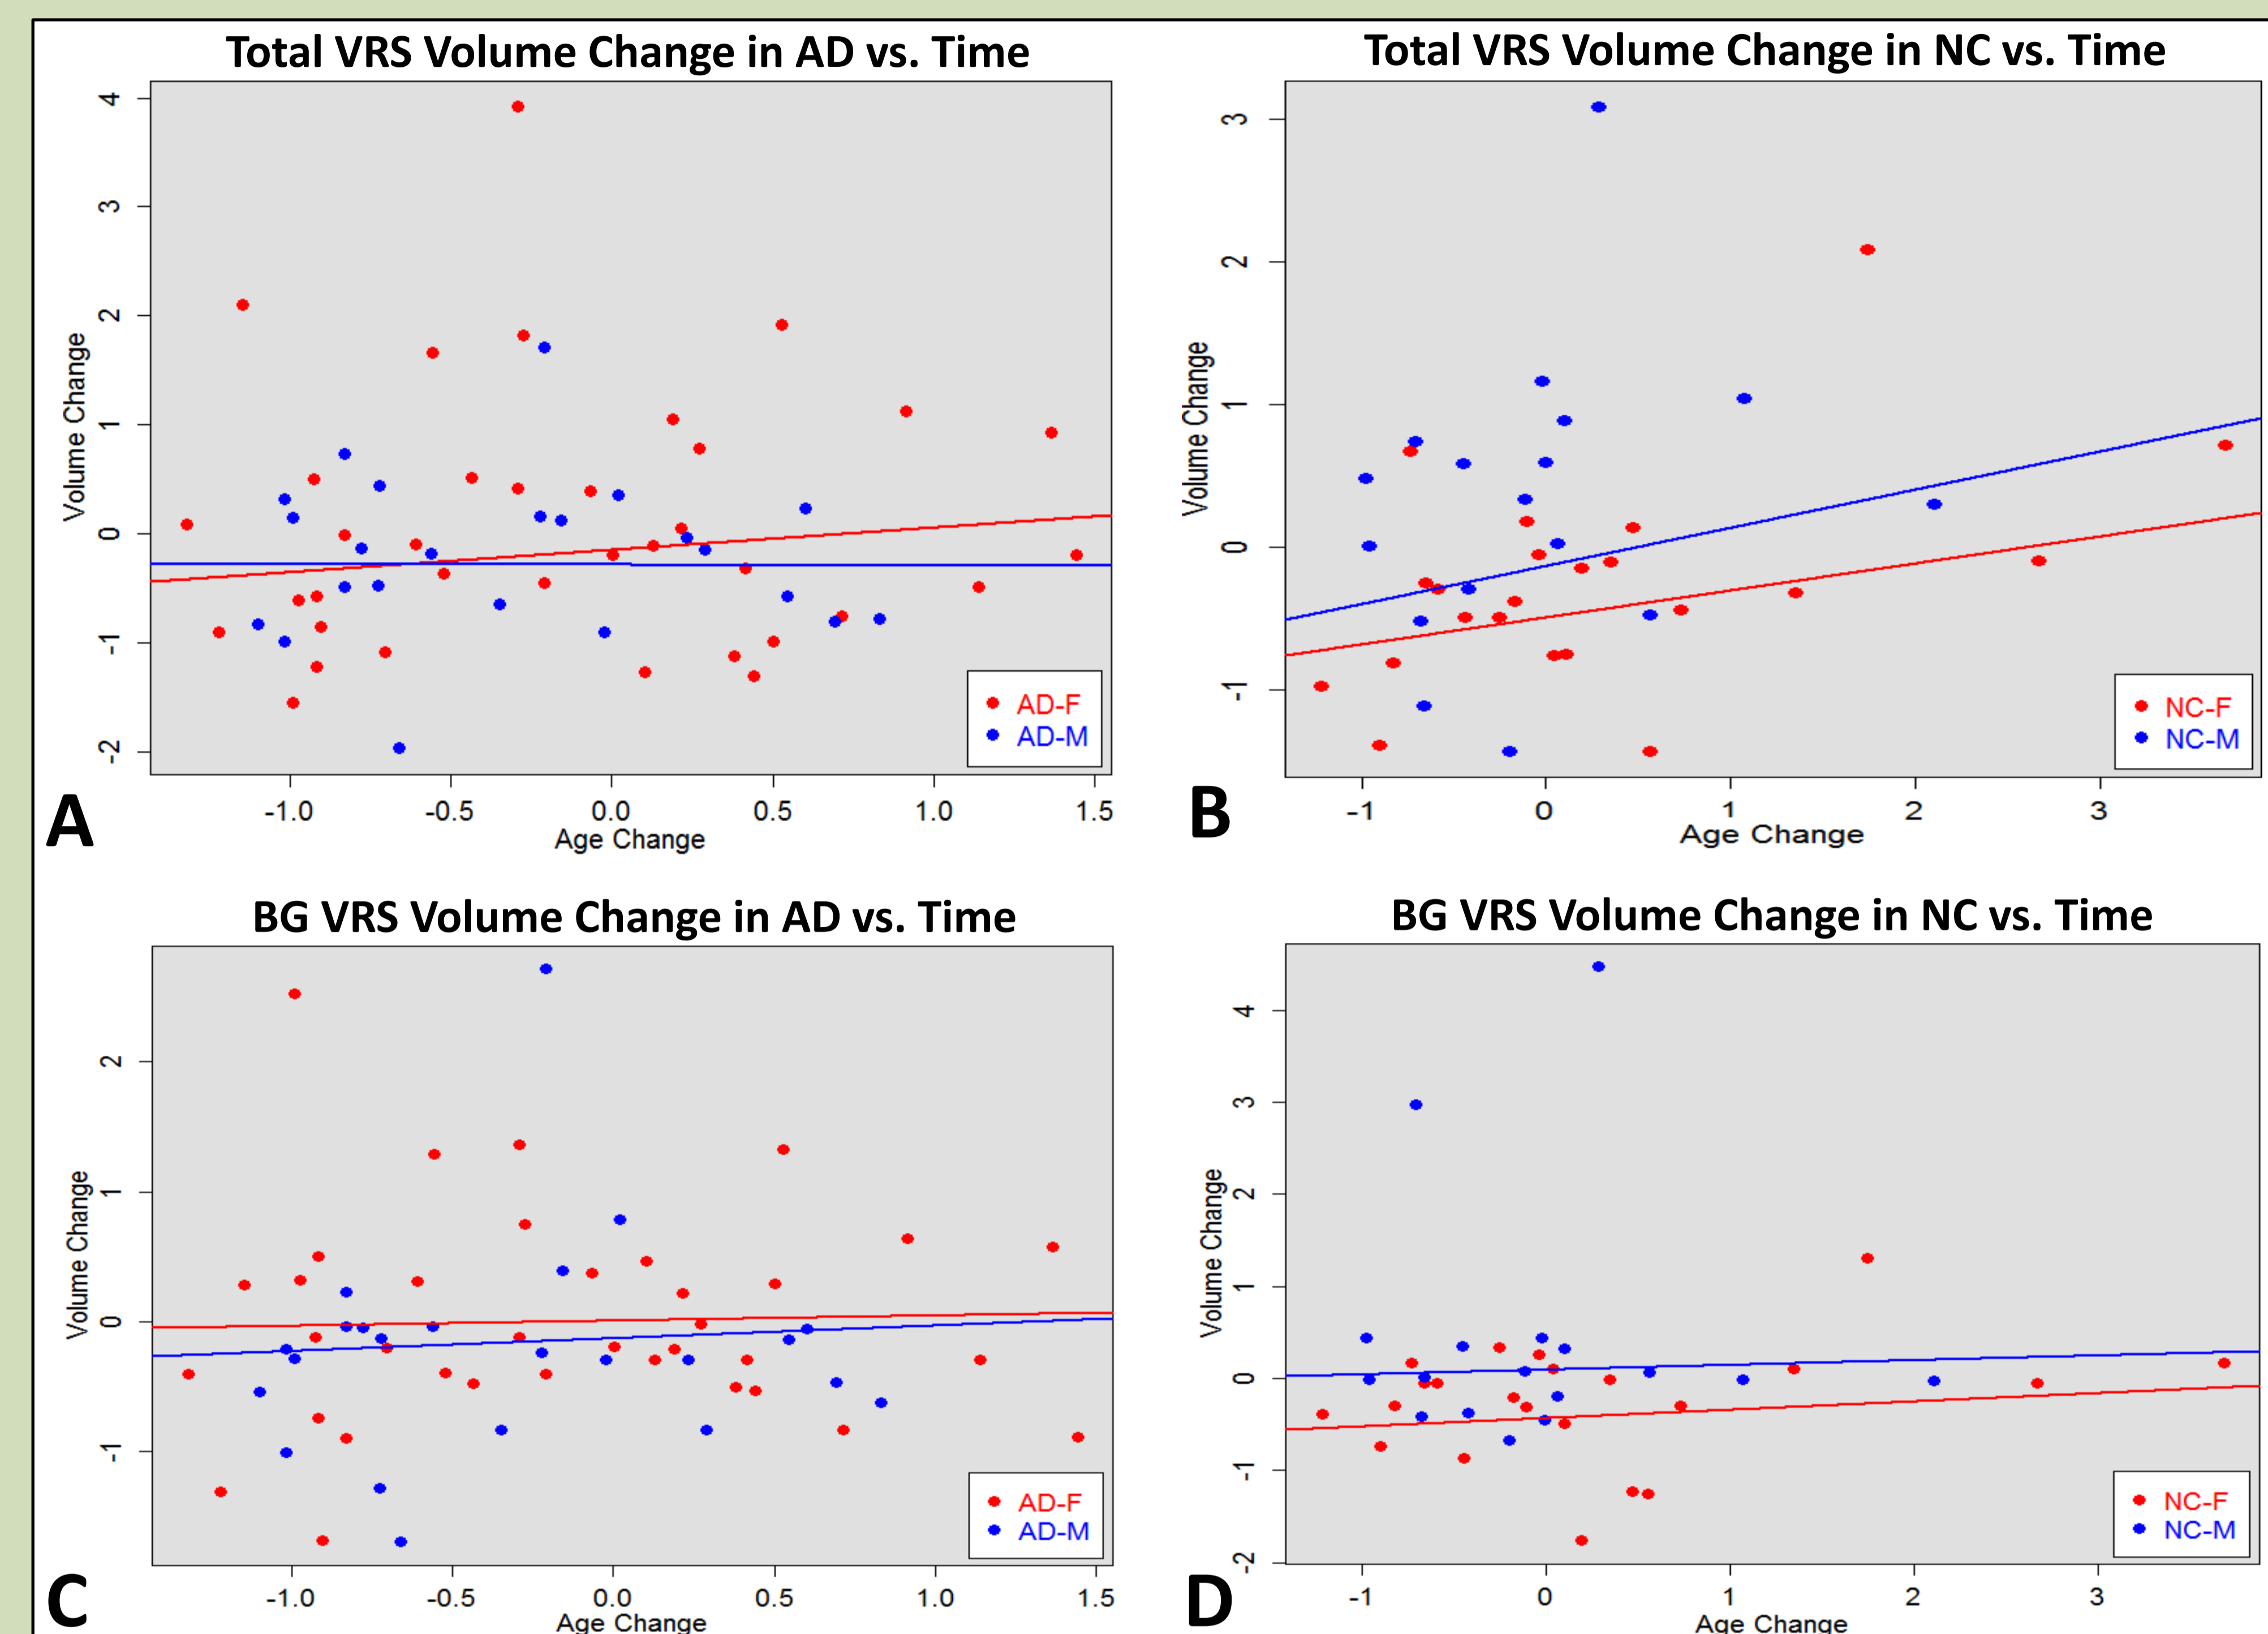 Total VRS Volume Change in AD vs. Time
4
3
2
1
0
-1
-2
Volume Change
-1.0 -0.5 0.0 0.5 1.0 1.5
Age Change
AD-F
AD-M
A
Total VRS Volume Change in NC vs. Time
3
2
1
0
-1
Volume Change
-1 0 1 2 3
Age Change
NC-F
NC-M
B
BG VRS Volume Change in AD vs. Time
2
1
0
-1
Volume Change
-1.0 -0.5 0.0 0.5 1.0 1.5
Age Change
AD-F
AD-M
C
BG VRS Volume Change in NC vs. Time
4
3
2
1
0
-1
-2
Volume Change
-1 0 1 2 3
Age Change
NC-F
NC-M
D